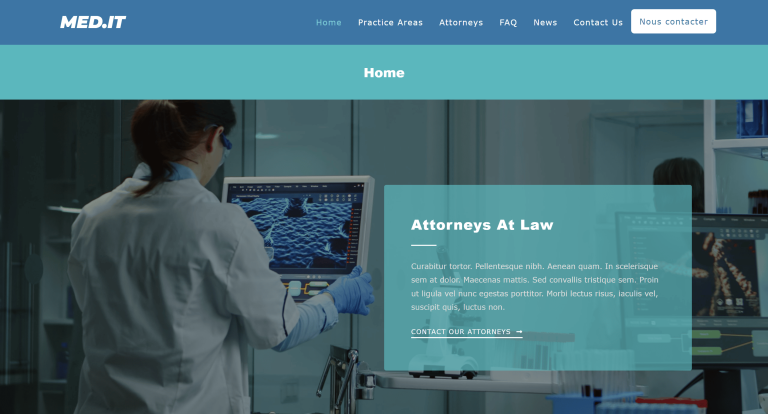 MED.IT
Home Practice Areas Attorneys FAQ News Contact Us Nous contacter
Home
Attorneys At Law
Curabitur tortor. Pellentesque nibh. Aenean quam. In scelerisque
sem at dolor. Maecenas mattis. Sed convallis tristique sem. Proin
ut ligula vel nunc egestas porttitor. Morbi lectus risus, iaculis vel,
suscipit quis, luctus non.
CONTACT OUR ATTORNEYS →